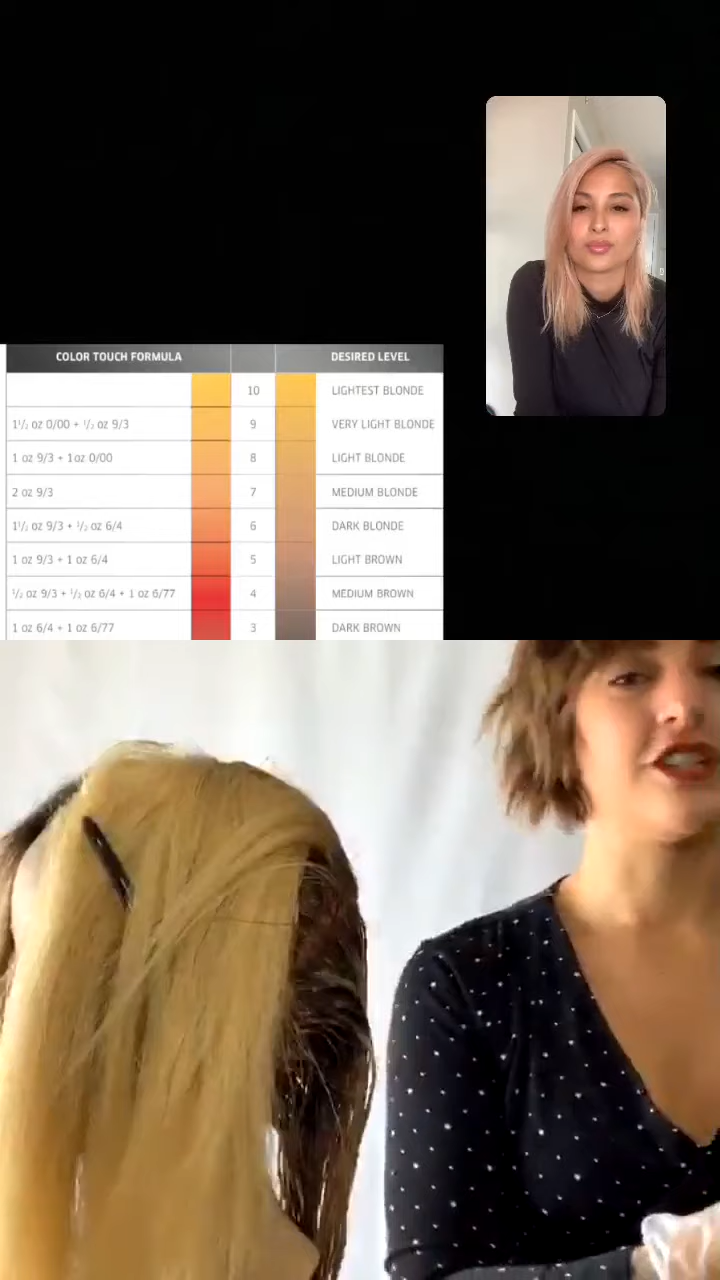 COLOR TOUCH FORMULA DESIRED LEVEL
10 LIGHTEST BLONDE
1½ oz 0/00 + ½ oz 9/3 9 VERY LIGHT BLONDE
1 oz 9/3 + 1oz 0/00 8 LIGHT BLONDE
2 oz 9/3 7 MEDIUM BLONDE
1½ oz 9/3 + ½ oz 6/4 6 DARK BLONDE
1 oz 9/3 + 1 oz 6/4 5 LIGHT BROWN
½ oz 9/3 + ½ oz 6/4 + 1 oz 6/77 4 MEDIUM BROWN
1 oz 6/4 + 1 oz 6/77 3 DARK BROWN